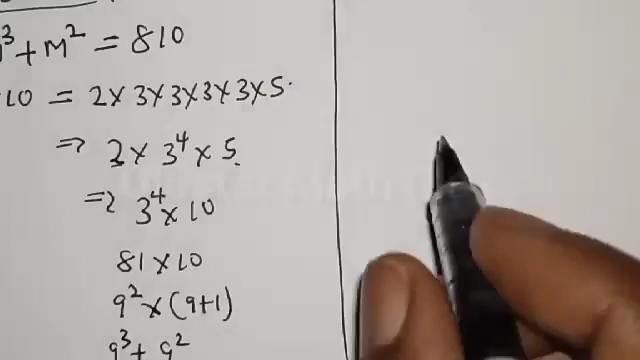 ³ + M² = 810
10 = 2 × 3 × 3 × 3 × 3 × 5
⇒ 2 × 3⁴ × 5
⇒ 3⁴ × 10
81 × 10
9² × (9+1)
9³ + 9²